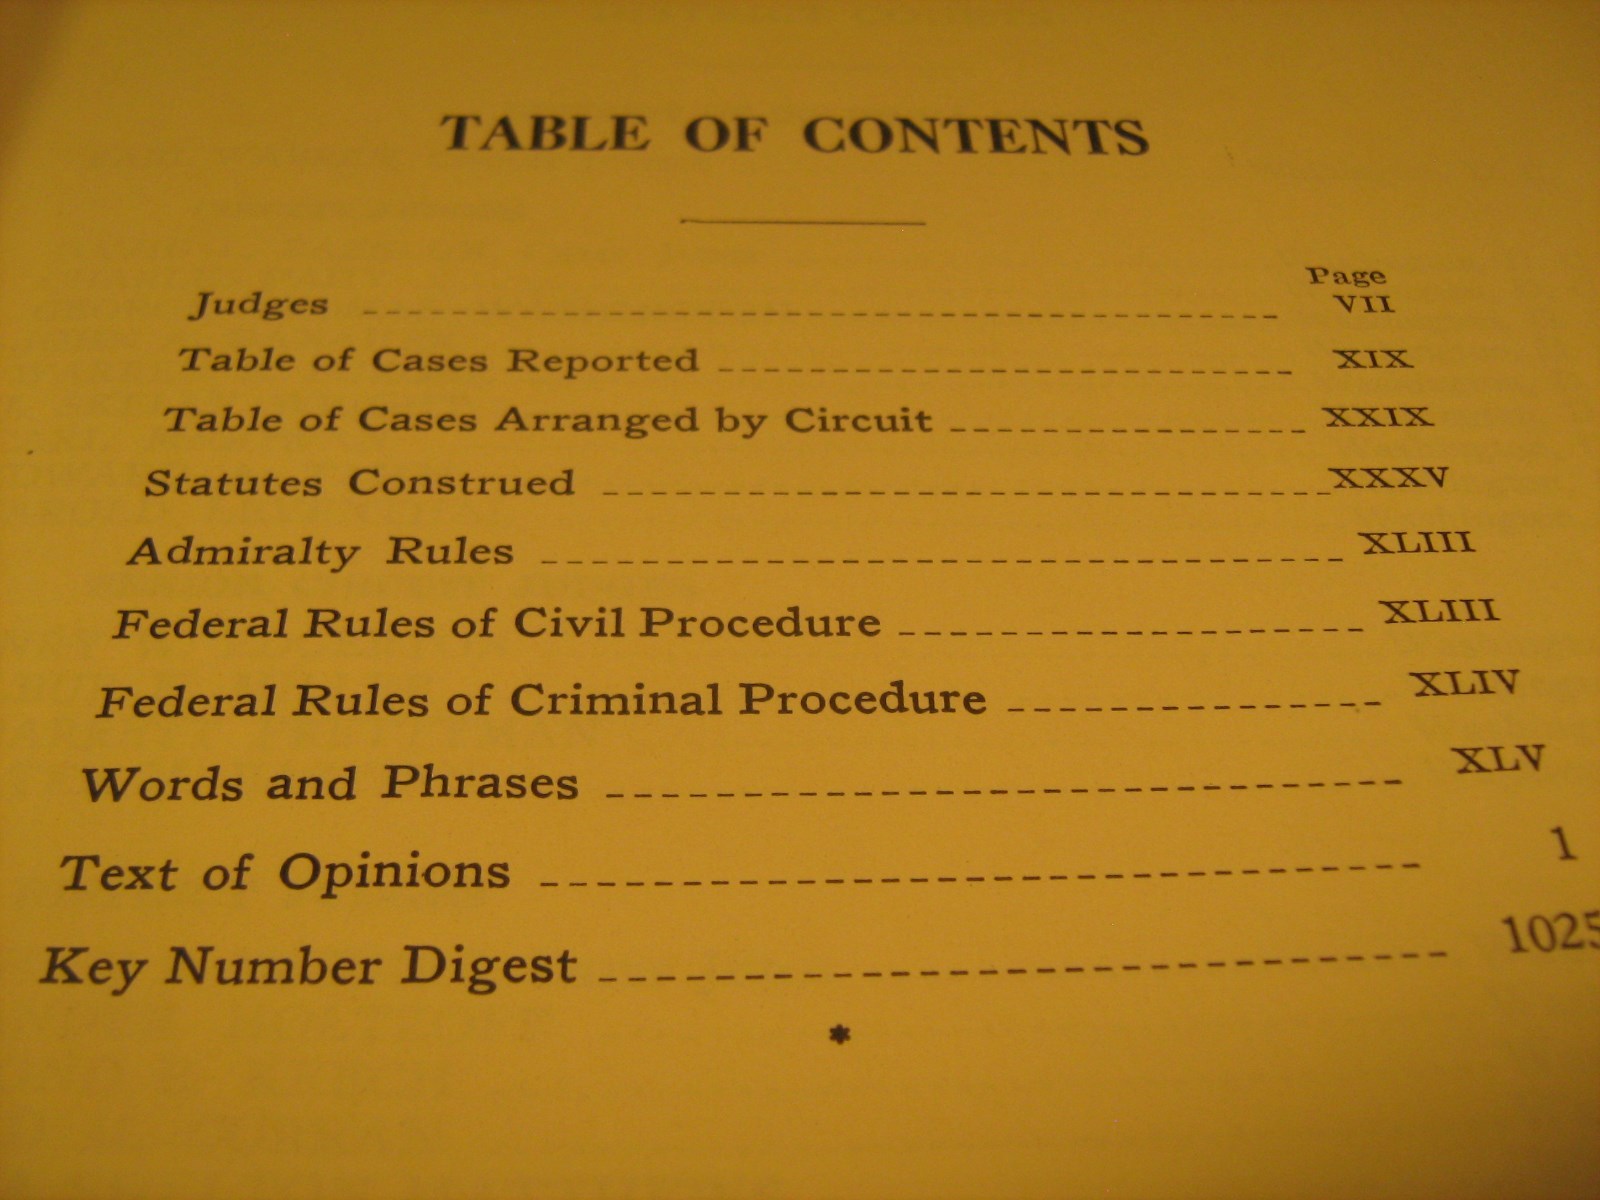 TABLE OF CONTENTS
Page
Judges VII
Table of Cases Reported XIX
Table of Cases Arranged by Circuit XXIX
Statutes Construed XXXV
Admiralty Rules XLIII
Federal Rules of Civil Procedure XLIII
Federal Rules of Criminal Procedure XLIV
Words and Phrases XLV
Text of Opinions 1
Key Number Digest 1025
*